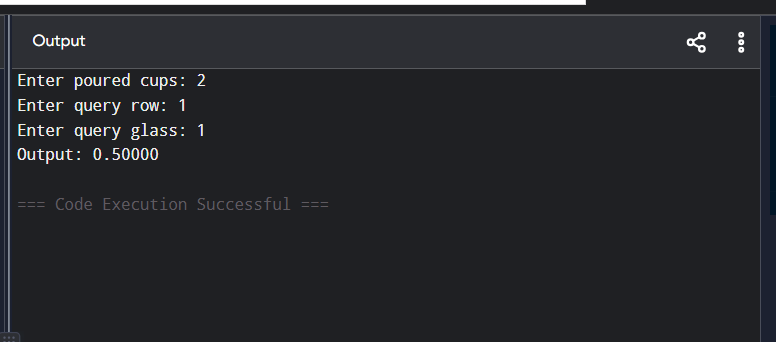 Output
Enter poured cups: 2
Enter query row: 1
Enter query glass: 1
Output: 0.50000
=== Code Execution Successful ===